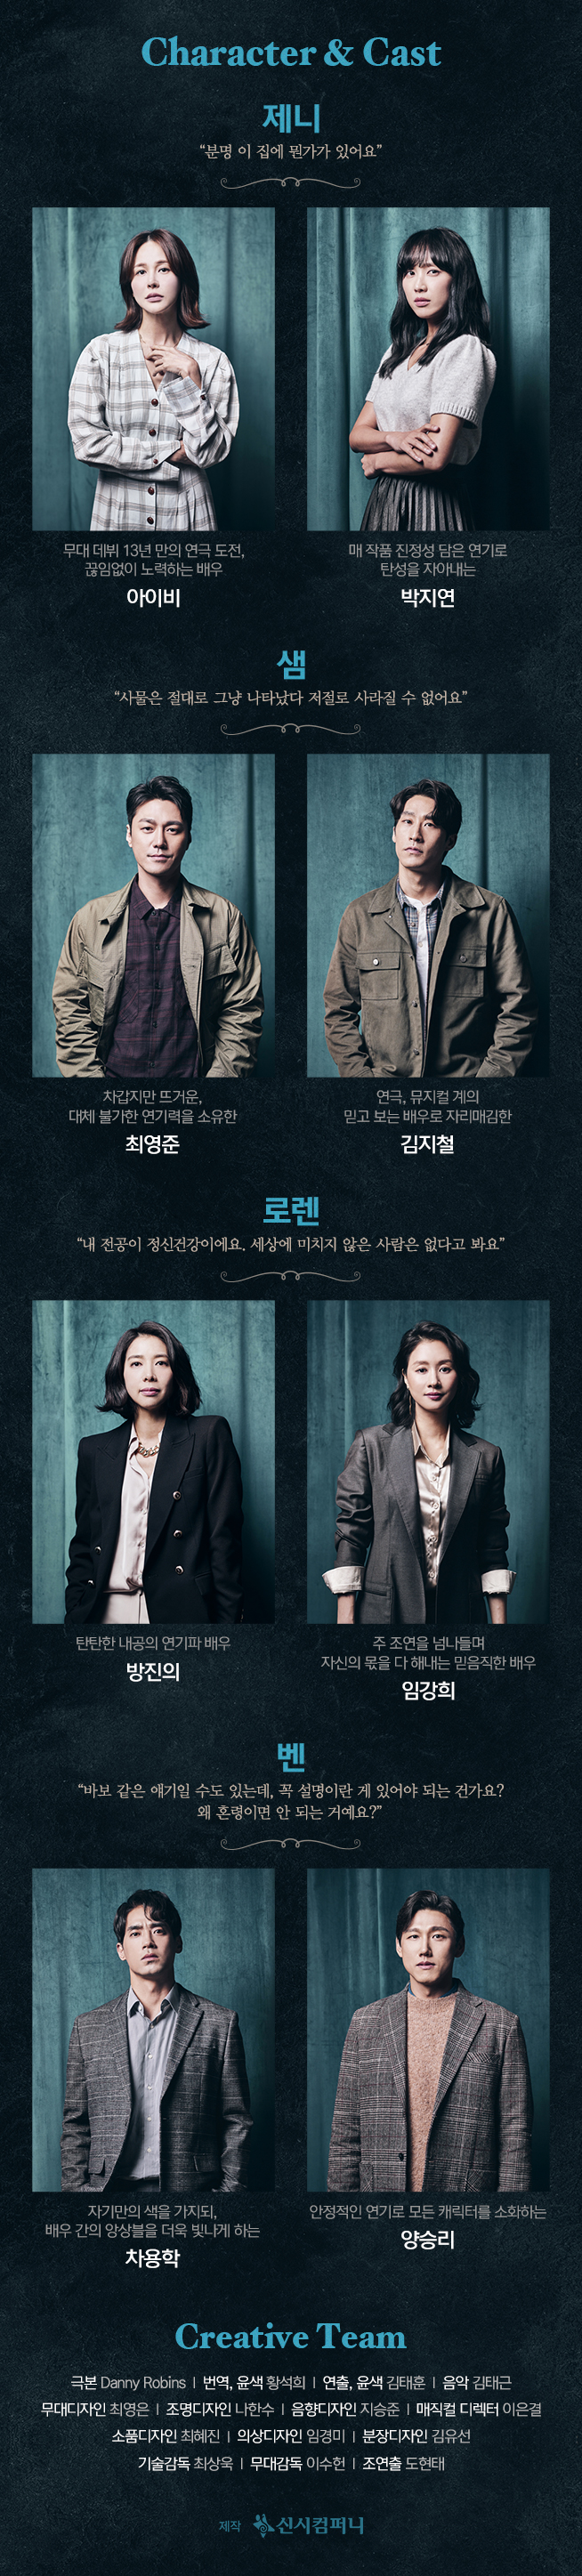 Character & Cast
제니
“분명 이 집에 뭔가가 있어요”
무대 데뷔 13년 만의 연극 도전,
끊임없이 노력하는 배우
아이비
매 작품 진정성 담은 연기로
탄성을 자아내는
박지연
샘
“사물은 절대로 그냥 나타났다 저절로 사라질 수 없어요”
차갑지만 뜨거운,
대체 불가한 연기력을 소유한
최영준
연극, 뮤지컬 계의
믿고 보는 배우로 자리매김한
김지철
로렌
“내 전공이 정신건강이에요. 세상에 미치지 않은 사람은 없다고 봐요”
탄탄한 내공의 연기파 배우
방진의
주 조연을 넘나들며
자신의 몫을 다 해내는 믿음직한 배우
임강희
벤
“바보 같은 얘기일 수도 있는데, 꼭 설명이란 게 있어야 되는 건가요?
왜 혼령이면 안 되는 거예요?”
자기만의 색을 가지되,
배우 간의 앙상블을 더욱 빛나게 하는
차용학
안정적인 연기로 모든 캐릭터를 소화하는
양승리
Creative Team
극본 Danny Robins | 번역, 윤색 황석희 | 연출, 윤색 김태훈 | 음악 김태근
무대디자인 최영은 | 조명디자인 나한수 | 음향디자인 지승준 | 매직컬 디렉터 이은결
소품디자인 최혜진 | 의상디자인 임경미 | 분장디자인 김유선
기술감독 최상욱 | 무대감독 이수헌 | 조연출 도현태
제작 신시컴퍼니